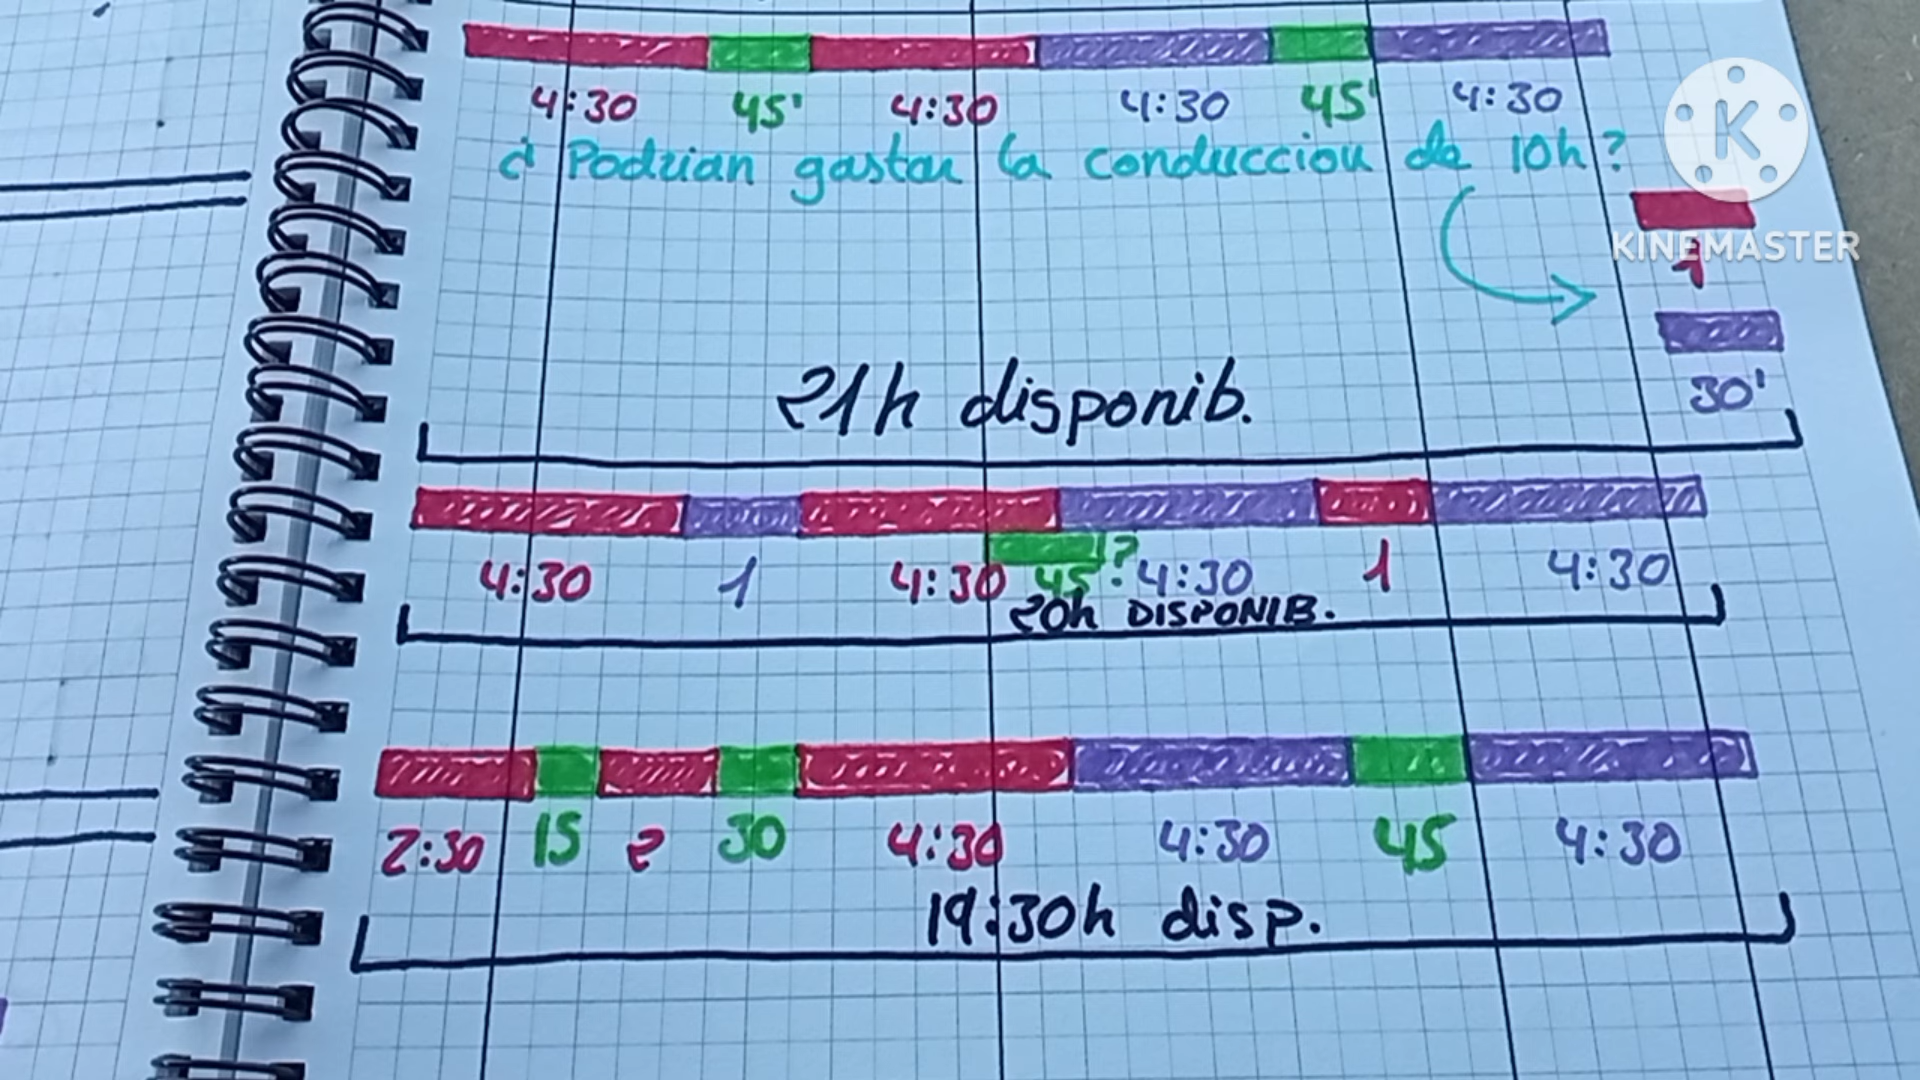 4:30 45' 4:30 4:30 45' 4:30
¿ Podrian gastar la conduccion de 10h?
K
KINEMASTER
1
30'
21h disponib.
4:30 1 4:30 45'? 4:30 1 4:30
20h DISPONIB.
2:30 15 2 30 4:30 4:30 45 4:30
19:30h disp.